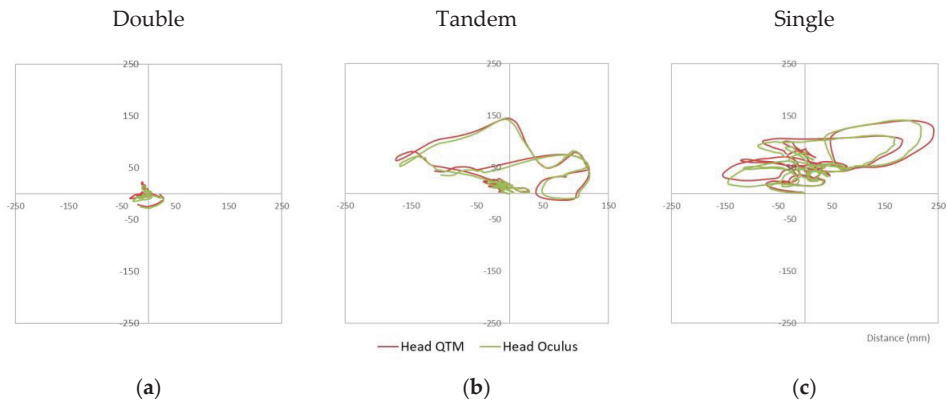 Double Tandem Single
250 250 250
150 150 150
50 50 50
-250 -150 -50 50 150 250 -250 -150 -50 50 150 -250 -150 -50 50 150 250
-50 -50 -50
-150 -150 -150
-250 -250 -250
Distance (mm)
Head QTM Head Oculus
(a) (b) (c)